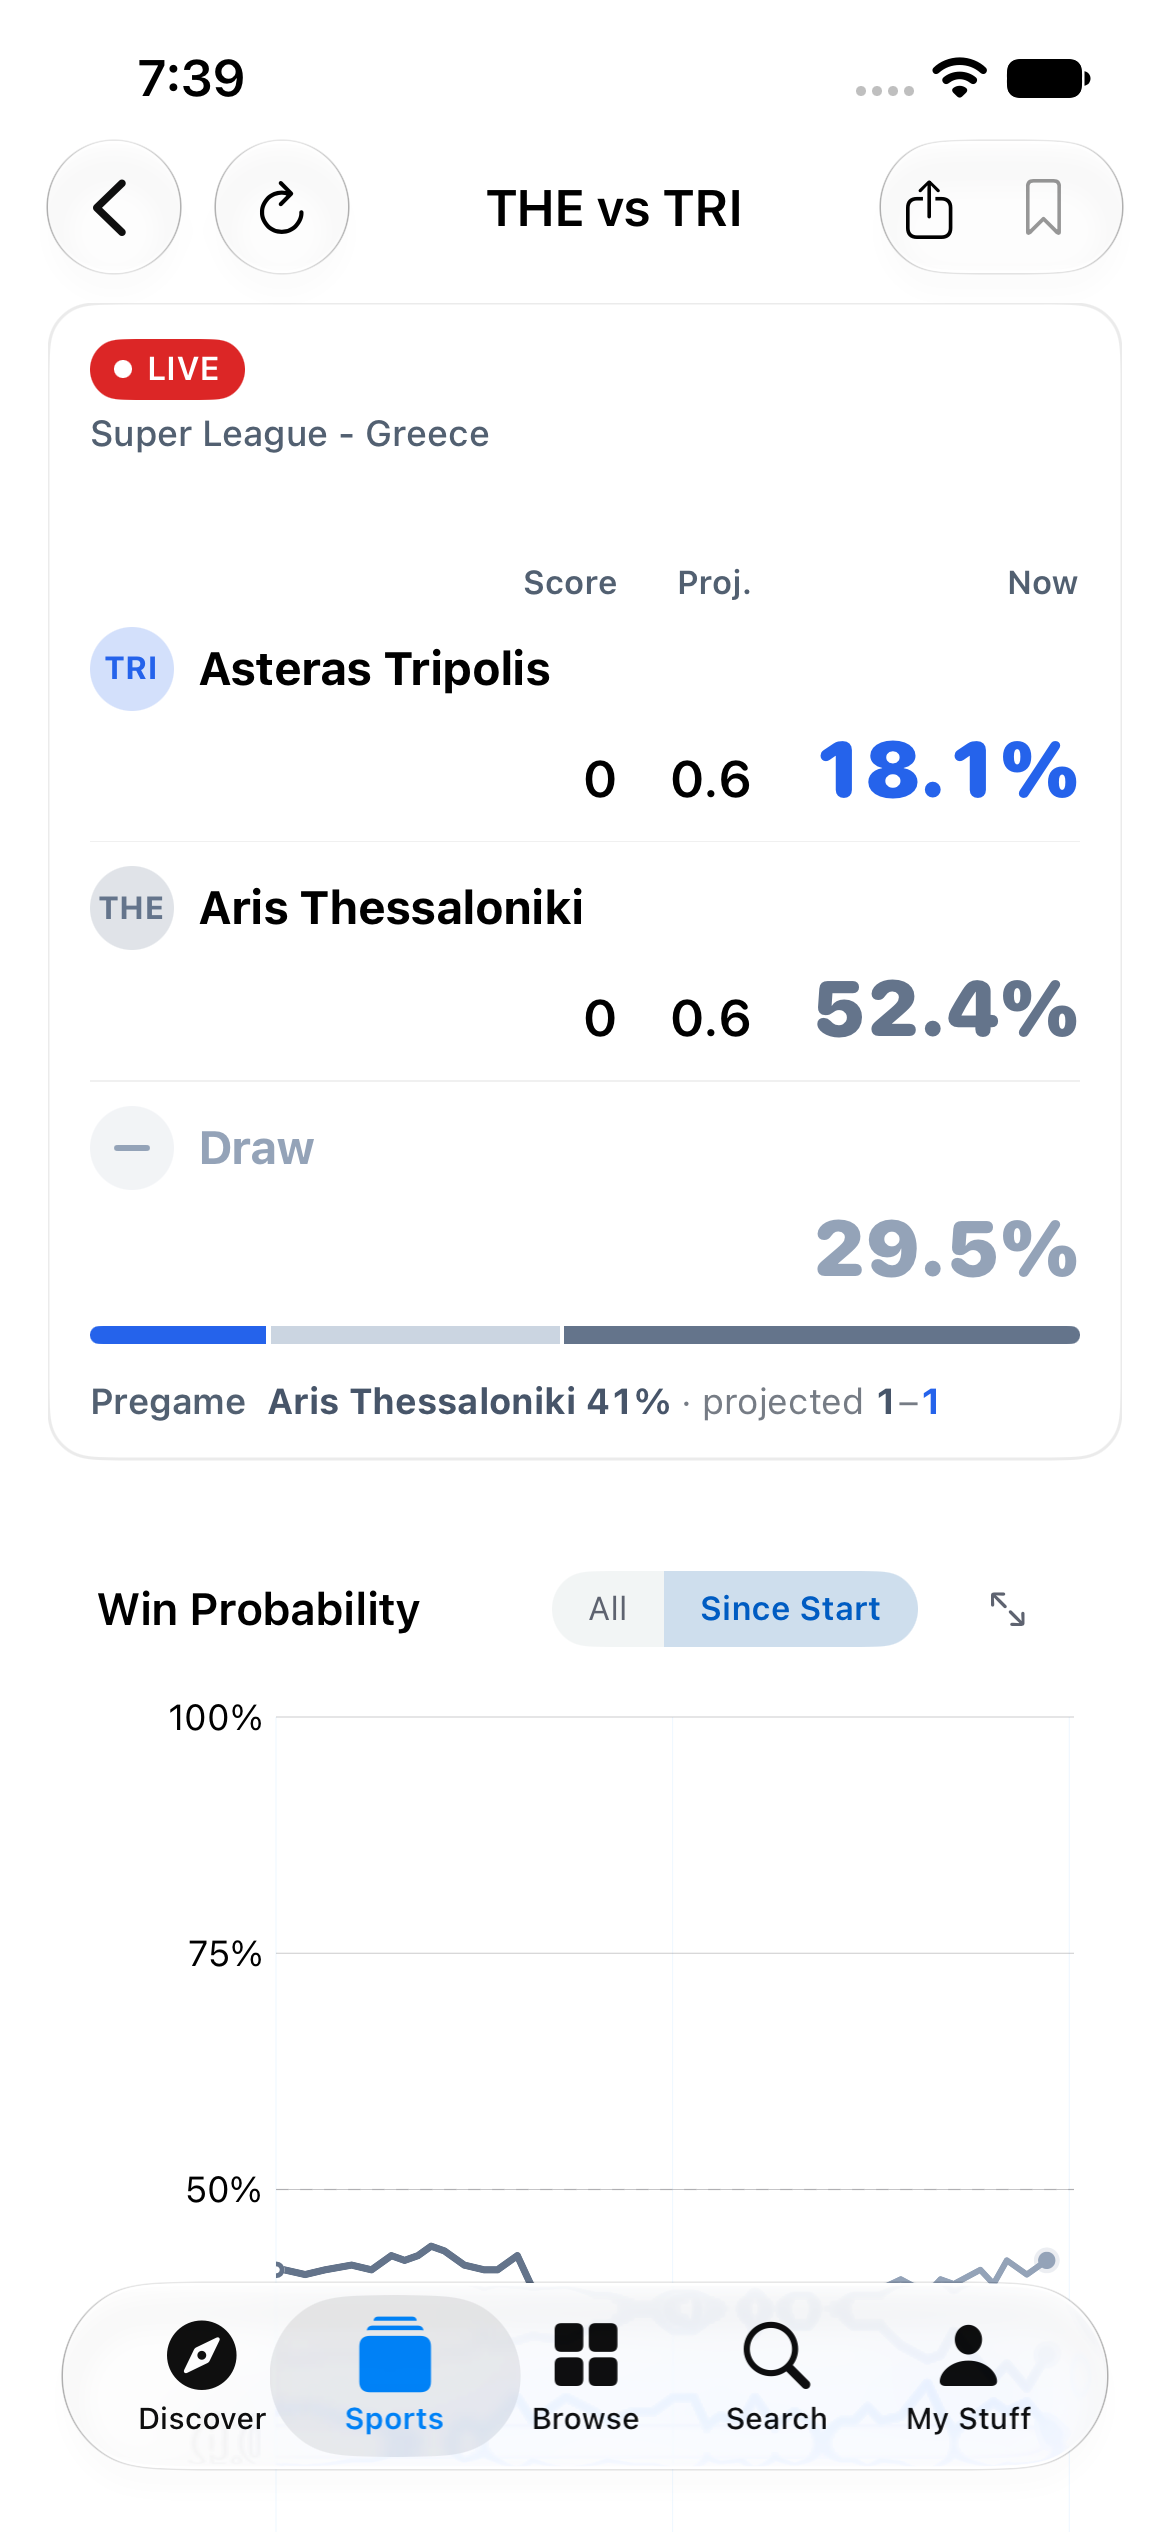 7:39
THE vs TRI
LIVE
Super League - Greece
Score Proj. Now
TRI Asteras Tripolis
0 0.6 18.1%
THE Aris Thessaloniki
0 0.6 52.4%
Draw
29.5%
Pregame Aris Thessaloniki 41% · projected 1–1
Win Probability All Since Start
100%
75%
50%
Discover Sports Browse Search My Stuff